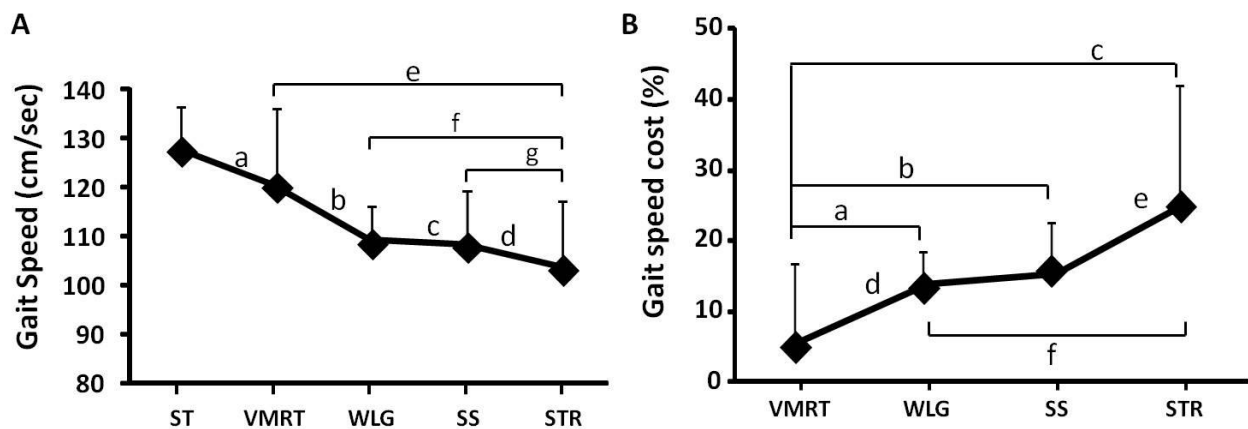 A
Gait Speed (cm/sec)
140
130
120
110
100
90
80
a
b
c
d
e
f
g
ST VMRT WLG SS STR
B
Gait speed cost (%)
50
40
30
20
10
0
c
b
a
e
d
f
VMRT WLG SS STR